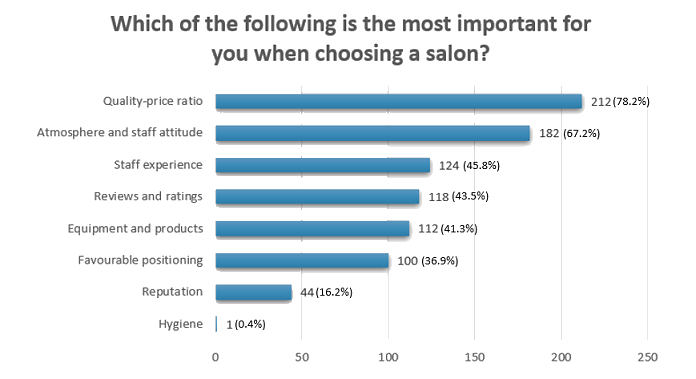 Which of the following is the most important for
you when choosing a salon?
Quality-price ratio 212 (78.2%)
Atmosphere and staff attitude 182 (67.2%)
Staff experience 124 (45.8%)
Reviews and ratings 118 (43.5%)
Equipment and products 112 (41.3%)
Favourable positioning 100 (36.9%)
Reputation 44 (16.2%)
Hygiene 1 (0.4%)
0 50 100 150 200 250